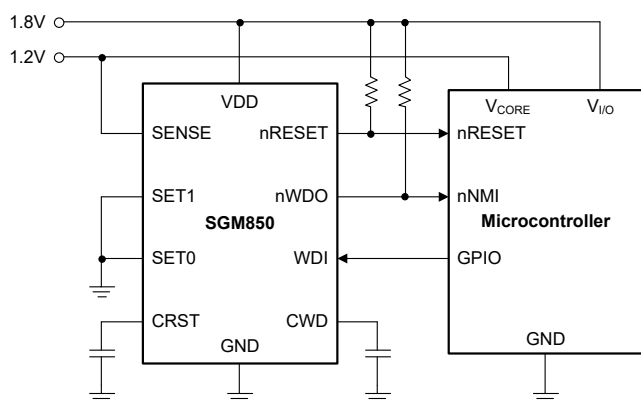 1.8V
1.2V
VDD
VCORE
VI/O
SENSE
nRESET
nRESET
SET1
nWDO
nNMI
SGM850
Microcontroller
SET0
WDI
GPIO
CRST
CWD
GND
GND